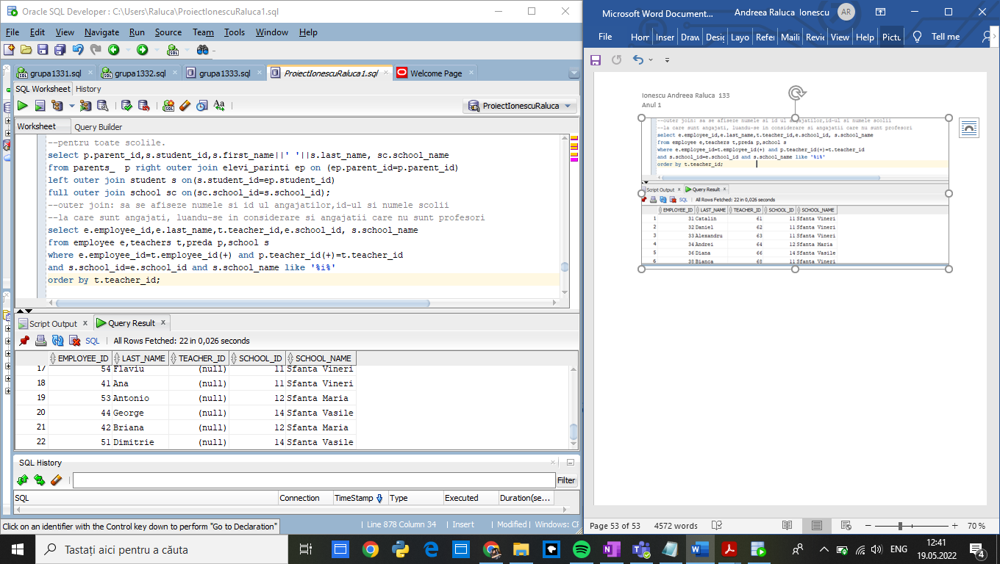 Oracle SQL Developer : C:\Users\Raluca\ProiectIonescuRaluca1.sql
File Edit View Navigate Run Source Team Tools Window Help
grupa1331.sql grupa1332.sql grupa1333.sql ProiectIonescuRaluca1.sql Welcome Page
SQL Worksheet History
ProiectIonescuRaluca
Worksheet Query Builder
--pentru toate scolile.
select p.parent_id,s.student_id,s.first_name||' '||s.last_name, sc.school_name
from parents_  p right outer join elevi_parinti ep on (ep.parent_id=p.parent_id)
left outer join student s on(s.student_id=ep.student_id)
full outer join school sc on(sc.school_id=s.school_id);
--outer join: sa se afiseze numele si id ul angajatilor,id-ul si numele scolii
--la care sunt angajati, luandu-se in considerare si angajatii care nu sunt profesori
select e.employee_id,e.last_name,t.teacher_id,e.school_id, s.school_name
from employee e,teachers t,preda p,school s
where e.employee_id=t.employee_id(+) and p.teacher_id(+)=t.teacher_id
and s.school_id=e.school_id and s.school_name like '%i%'
order by t.teacher_id;
Script Output x Query Result x
SQL | All Rows Fetched: 22 in 0,026 seconds
EMPLOYEE_ID LAST_NAME TEACHER_ID SCHOOL_ID SCHOOL_NAME
17 54 Flaviu (null) 11 Sfanta Vineri
18 41 Ana (null) 11 Sfanta Vineri
19 53 Antonio (null) 12 Sfanta Maria
20 44 George (null) 14 Sfanta Vasile
21 42 Briana (null) 12 Sfanta Maria
22 51 Dimitrie (null) 14 Sfanta Vasile
SQL History
Filter
SQL Connection TimeStamp Type Executed Duration(se...
Click on an identifier with the Control key down to perform "Go to Declaration"
| Line 878 Column 34 | Insert | Modified | Windows: CF
Microsoft Word Document... Andrea Raluca Ionescu AR
File Hom Inser Draw Desig Layo Refer Maili Revie View Help Pictu Tell me
Ionescu Andreea Raluca 133
Anul 1
--outer join: sa se afiseze numele si id ul angajatilor,id-ul si numele scolii
--la care sunt angajati, luandu-se in considerare si angajatii care nu sunt profesori
select e.employee_id,e.last_name,t.teacher_id,e.school_id, s.school_name
from employee e,teachers t,preda p,school s
where e.employee_id=t.employee_id(+) and p.teacher_id(+)=t.teacher_id
and s.school_id=e.school_id and s.school_name like '%i%'
order by t.teacher_id;
Script Output x Query Result x
SQL | All Rows Fetched: 22 in 0,026 seconds
EMPLOYEE_ID LAST_NAME TEACHER_ID SCHOOL_ID SCHOOL_NAME
1 31 Catalin 61 11 Sfanta Vineri
2 32 Daniel 62 11 Sfanta Vineri
3 33 Alexandru 63 11 Sfanta Vineri
4 34 Andrei 64 12 Sfanta Maria
5 36 Diana 66 14 Sfanta Vasile
6 38 Bianca 68 11 Sfanta Vineri
Page 53 of 53 4572 words 70 %
Tastați aici pentru a căuta
ENG 12:41
19.05.2022
4